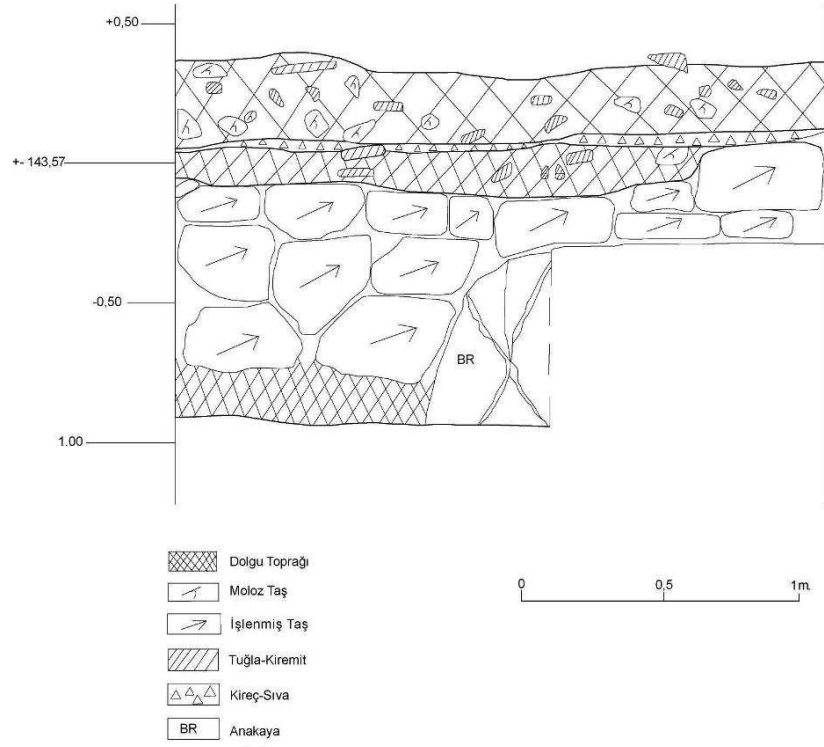 +0,50
+- 143,57
-0,50
BR
1.00
Dolgu Toprağı
Moloz Taş
İşlenmiş Taş
Tuğla-Kiremit
Kireç-Sıva
BR Anakaya
0 0,5 1m.